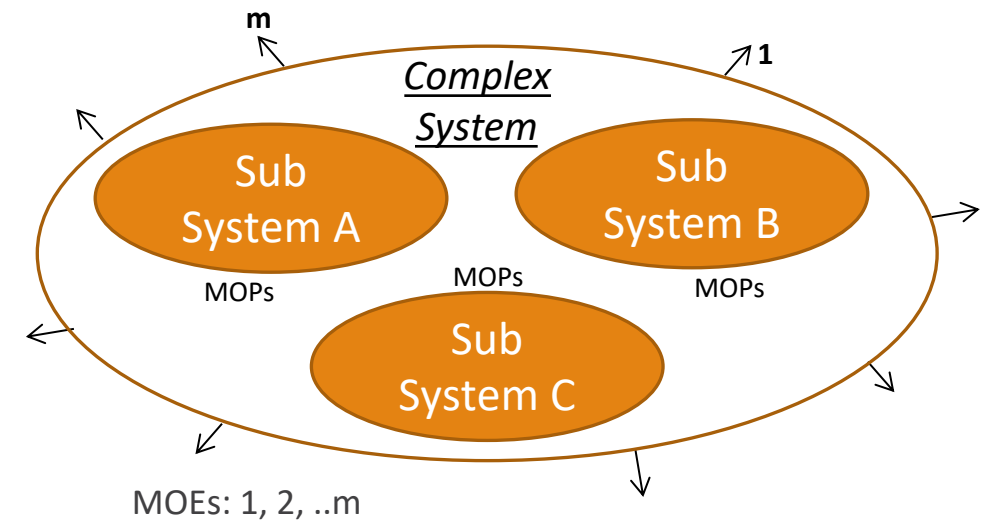 m
1
Complex
System
Sub
System A
Sub
System B
MOPs
MOPs
MOPs
Sub
System C
MOEs: 1, 2, ..m